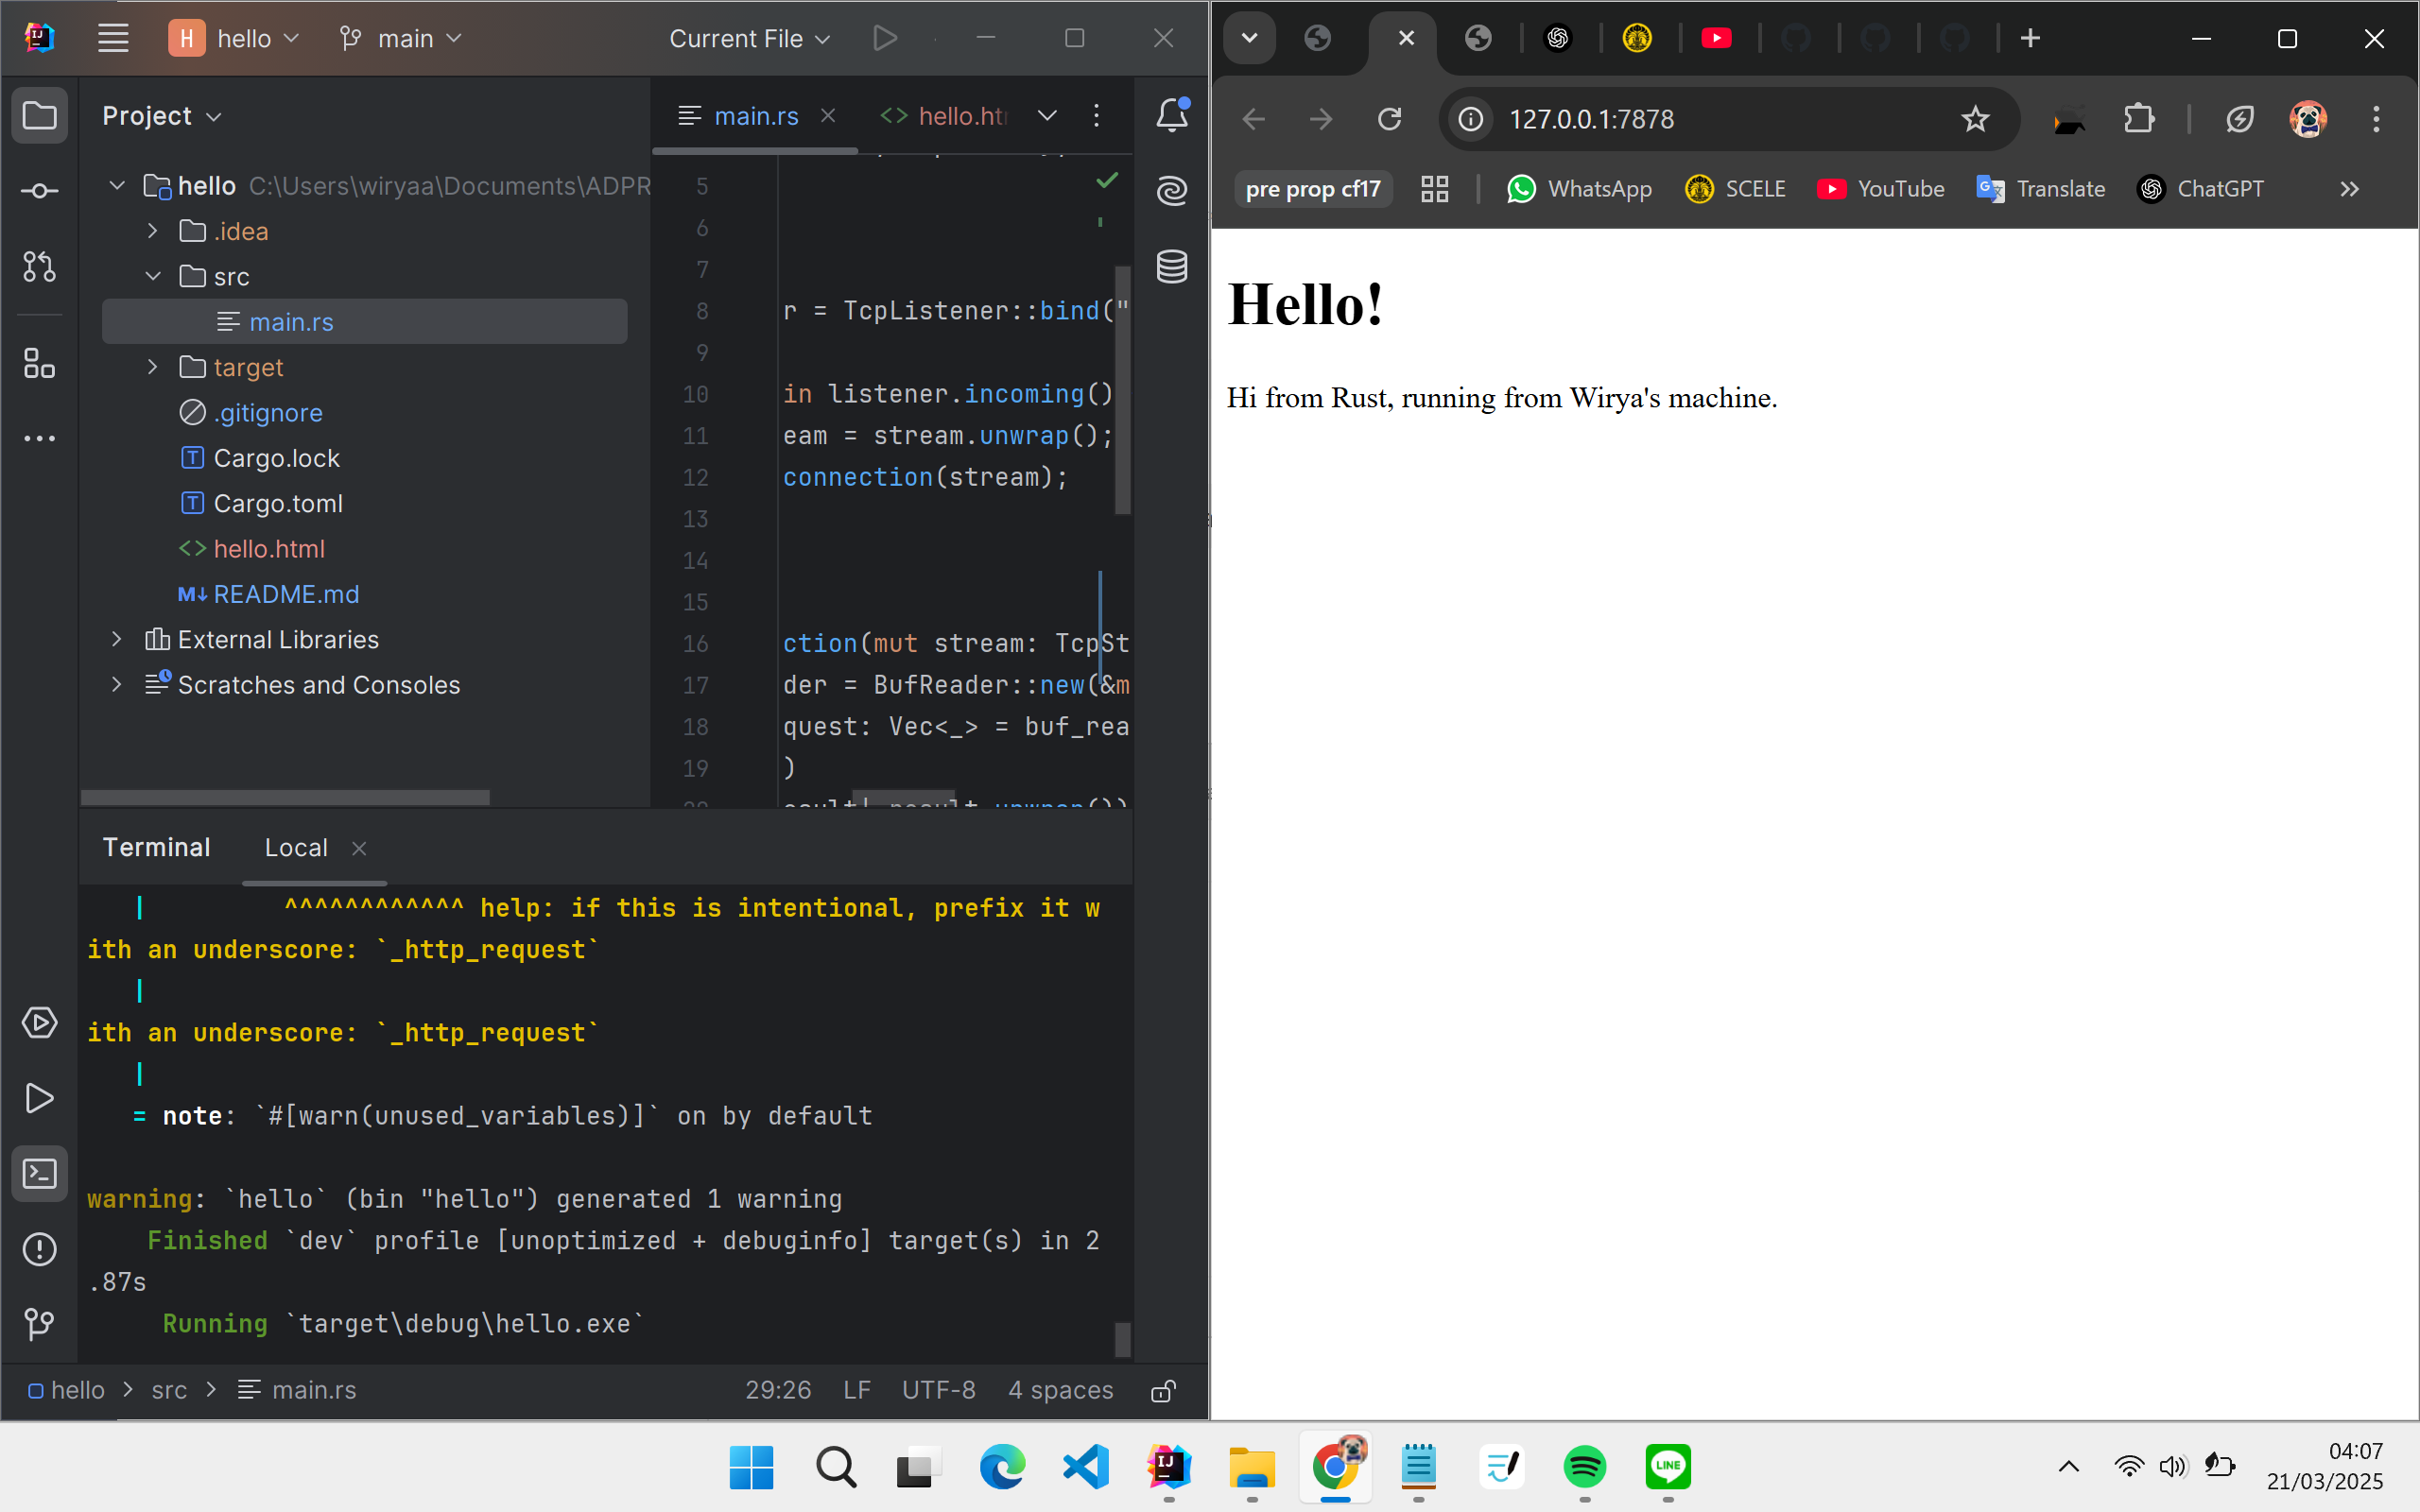 H hello main Current File
Project
main.rs
hello.ht
hello C:\Users\wiryaa\Documents\ADPR
.idea
src
main.rs
target
.gitignore
Cargo.lock
Cargo.toml
hello.html
README.md
External Libraries
Scratches and Consoles
5
6
7
8 r = TcpListener::bind("
9
10 in listener.incoming()
11 eam = stream.unwrap();
12 connection(stream);
13
14
15
16 ction(mut stream: TcpSt
17 der = BufReader::new(&m
18 quest: Vec<_> = buf_rea
19 )
Terminal Local
| ^^^^^^^^^^^^ help: if this is intentional, prefix it w
ith an underscore: `_http_request`
|
ith an underscore: `_http_request`
|
= note: `#[warn(unused_variables)]` on by default
warning: `hello` (bin "hello") generated 1 warning
Finished `dev` profile [unoptimized + debuginfo] target(s) in 2
.87s
Running `target\debug\hello.exe`
hello > src > main.rs 29:26 LF UTF-8 4 spaces
127.0.0.1:7878
pre prop cf17 WhatsApp SCELE YouTube Translate ChatGPT
Hello!
Hi from Rust, running from Wirya's machine.
04:07
21/03/2025